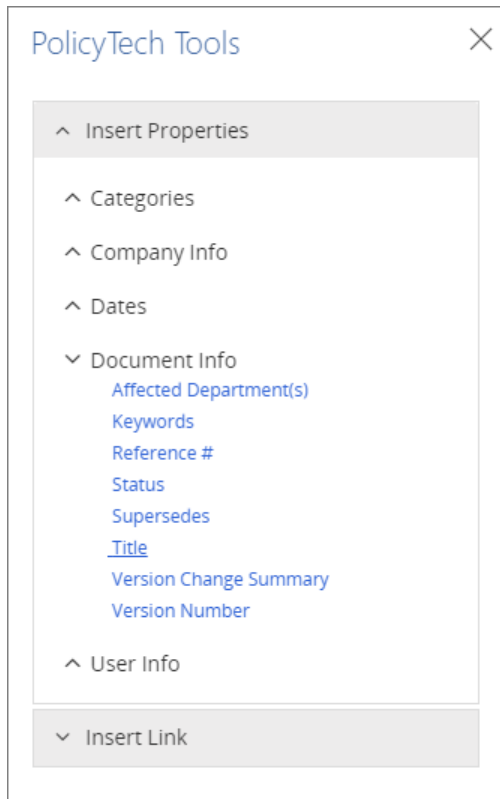 PolicyTech Tools
Insert Properties
Categories
Company Info
Dates
Document Info
Affected Department(s)
Keywords
Reference #
Status
Supersedes
Title
Version Change Summary
Version Number
User Info
Insert Link